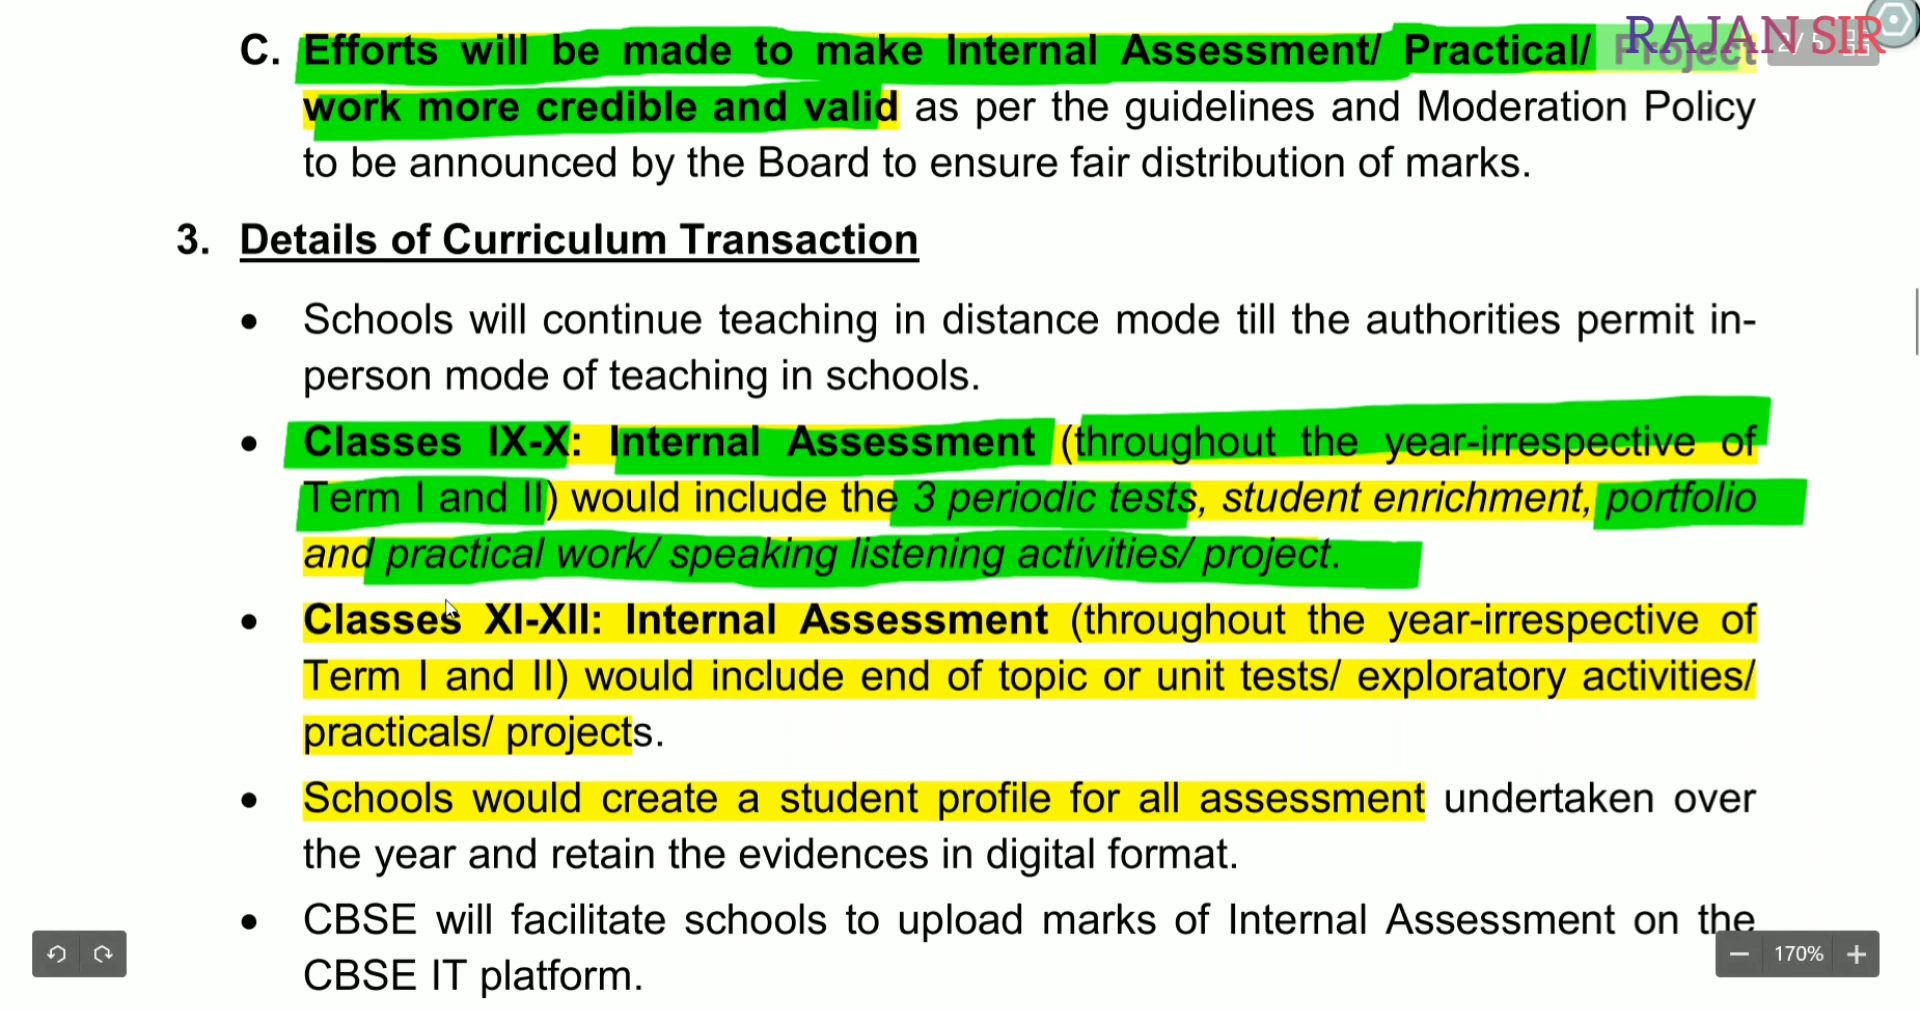 RAJAN SIR
2 / 5
C. Efforts will be made to make Internal Assessment/ Practical/ Project
work more credible and valid as per the guidelines and Moderation Policy
to be announced by the Board to ensure fair distribution of marks.
3. Details of Curriculum Transaction
• Schools will continue teaching in distance mode till the authorities permit in-
person mode of teaching in schools.
• Classes IX-X: Internal Assessment (throughout the year-irrespective of
Term I and II) would include the 3 periodic tests, student enrichment, portfolio
and practical work/ speaking listening activities/ project.
• Classes XI-XII: Internal Assessment (throughout the year-irrespective of
Term I and II) would include end of topic or unit tests/ exploratory activities/
practicals/ projects.
• Schools would create a student profile for all assessment undertaken over
the year and retain the evidences in digital format.
• CBSE will facilitate schools to upload marks of Internal Assessment on the
CBSE IT platform.
170%